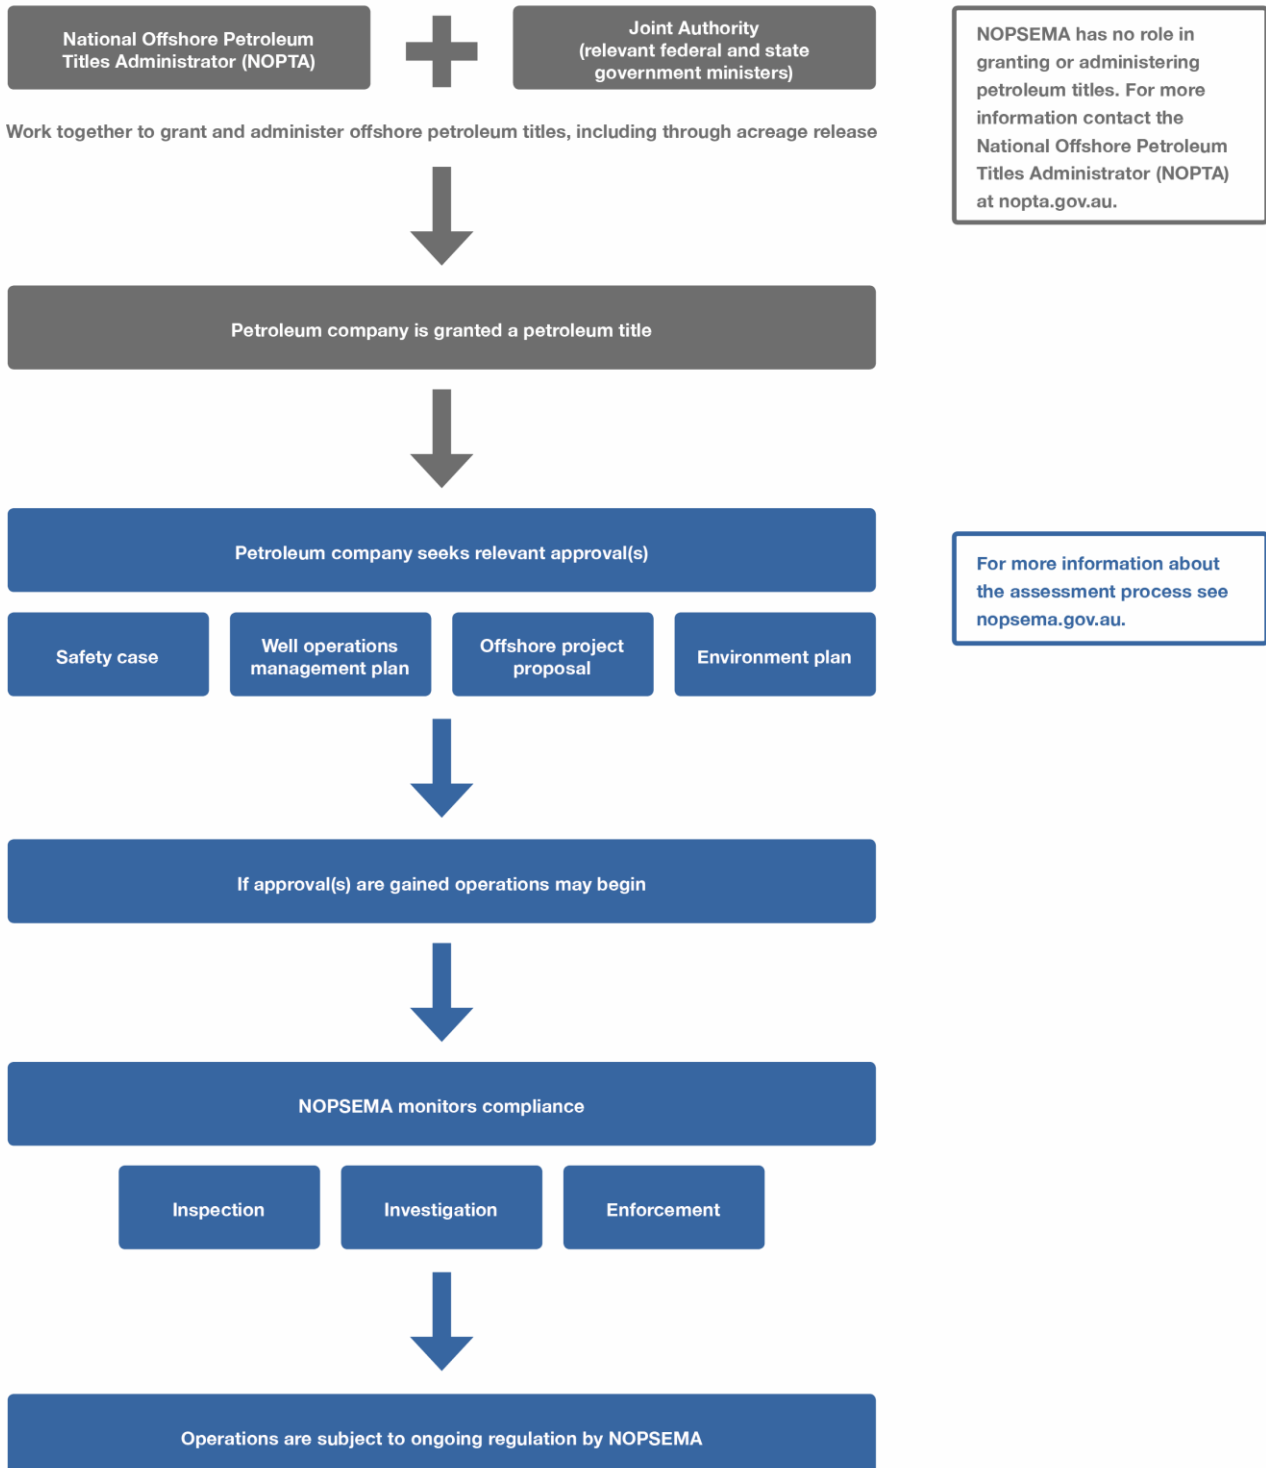 National Offshore Petroleum
Titles Administrator (NOPTA)
Joint Authority
(relevant federal and state
government ministers)
NOPSEMA has no role in
granting or administering
petroleum titles. For more
information contact the
National Offshore Petroleum
Titles Administrator (NOPTA)
at nopta.gov.au.
Work together to grant and administer offshore petroleum titles, including through acreage release
Petroleum company is granted a petroleum title
Petroleum company seeks relevant approval(s)
For more information about
the assessment process see
nopsema.gov.au.
Safety case
Well operations
management plan
Offshore project
proposal
Environment plan
If approval(s) are gained operations may begin
NOPSEMA monitors compliance
Inspection
Investigation
Enforcement
Operations are subject to ongoing regulation by NOPSEMA